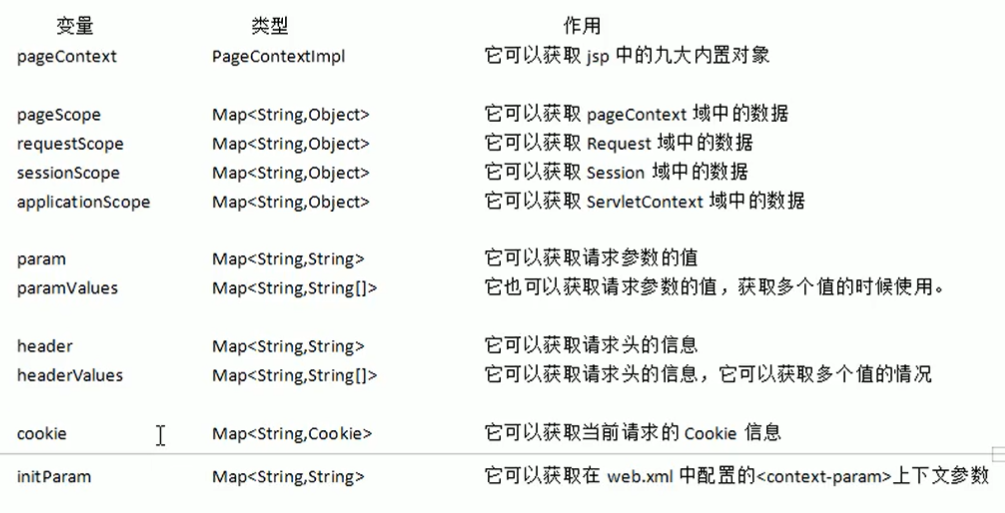 变量 类型 作用
pageContext PageContextImpl 它可以获取 jsp 中的九大内置对象
pageScope Map<String,Object> 它可以获取 pageContext 域中的数据
requestScope Map<String,Object> 它可以获取 Request 域中的数据
sessionScope Map<String,Object> 它可以获取 Session 域中的数据
applicationScope Map<String,Object> 它可以获取 ServletContext 域中的数据
param Map<String,String> 它可以获取请求参数的值
paramValues Map<String,String[]> 它也可以获取请求参数的值，获取多个值的时候使用。
header Map<String,String> 它可以获取请求头的信息
headerValues Map<String,String[]> 它可以获取请求头的信息，它可以获取多个值的情况
cookie Map<String,Cookie> 它可以获取当前请求的 Cookie 信息
initParam Map<String,String> 它可以获取在 web.xml 中配置的<context-param>上下文参数